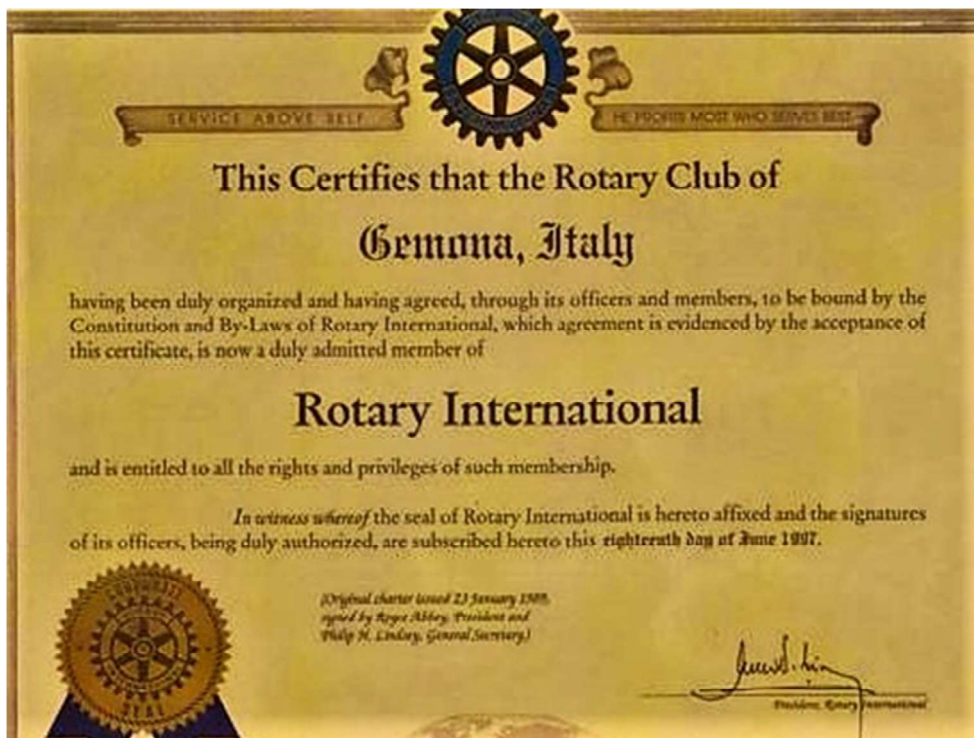 SERVICE ABOVE SELF
HE PROFITS MOST WHO SERVES BEST
This Certifies that the Rotary Club of
Gemona, Italy
having been duly organized and having agreed, through its officers and members, to be bound by the
Constitution and By-Laws of Rotary International, which agreement is evidenced by the acceptance of
this certificate, is now a duly admitted member of
Rotary International
and is entitled to all the rights and privileges of such membership.
In witness whereof the seal of Rotary International is hereto affixed and the signatures
of its officers, being duly authorized, are subscribed hereto this eighteenth day of June 1997.
(Original charter issued 23 January 1989,
signed by Royce Abbey, President and
Philip H. Lindsey, General Secretary.)
President, Rotary International
CORPORATE
SEAL